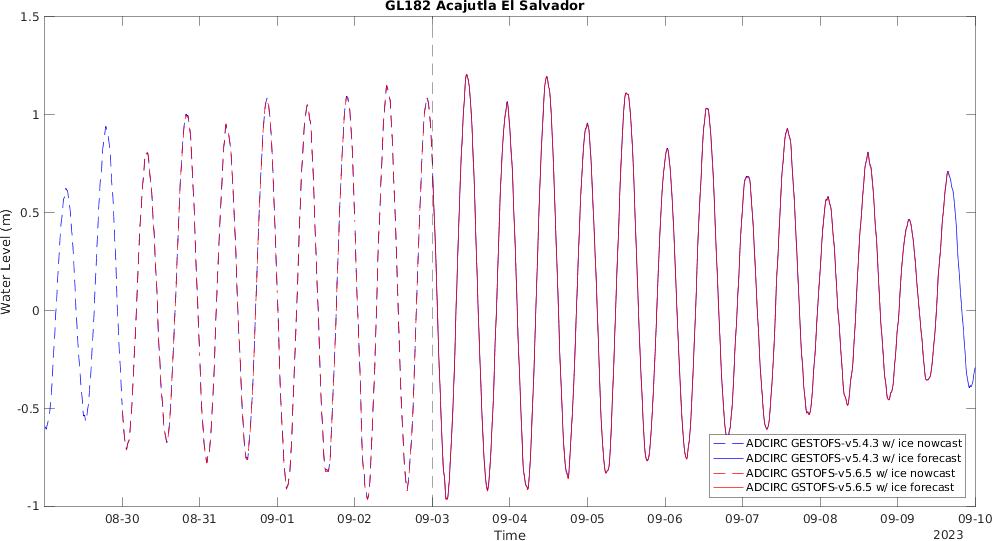 GL182 Acajutla El Salvador
1.5
1
0.5
0
-0.5
-1
Water Level (m)
08-30 08-31 09-01 09-02 09-03 09-04 09-05 09-06 09-07 09-08 09-09 09-10
Time
2023
ADCIRC GESTOFS-v5.4.3 w/ ice nowcast
ADCIRC GESTOFS-v5.4.3 w/ ice forecast
ADCIRC GSTOFS-v5.6.5 w/ ice nowcast
ADCIRC GSTOFS-v5.6.5 w/ ice forecast